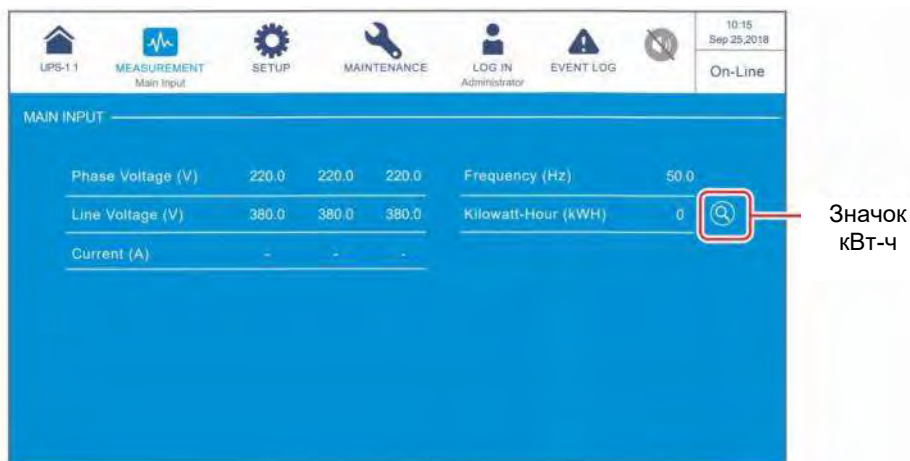 10:15
Sep 25,2018
UPS-1 1 MEASUREMENT SETUP MAINTENANCE LOG IN EVENT LOG On-Line
Main Input Administrator
MAIN INPUT
Phase Voltage (V) 220.0 220.0 220.0 Frequency (Hz) 50.0
Line Voltage (V) 380.0 380.0 380.0 Kilowatt-Hour (kWH) 0
Current (A) - - -
Значок
кВт-ч